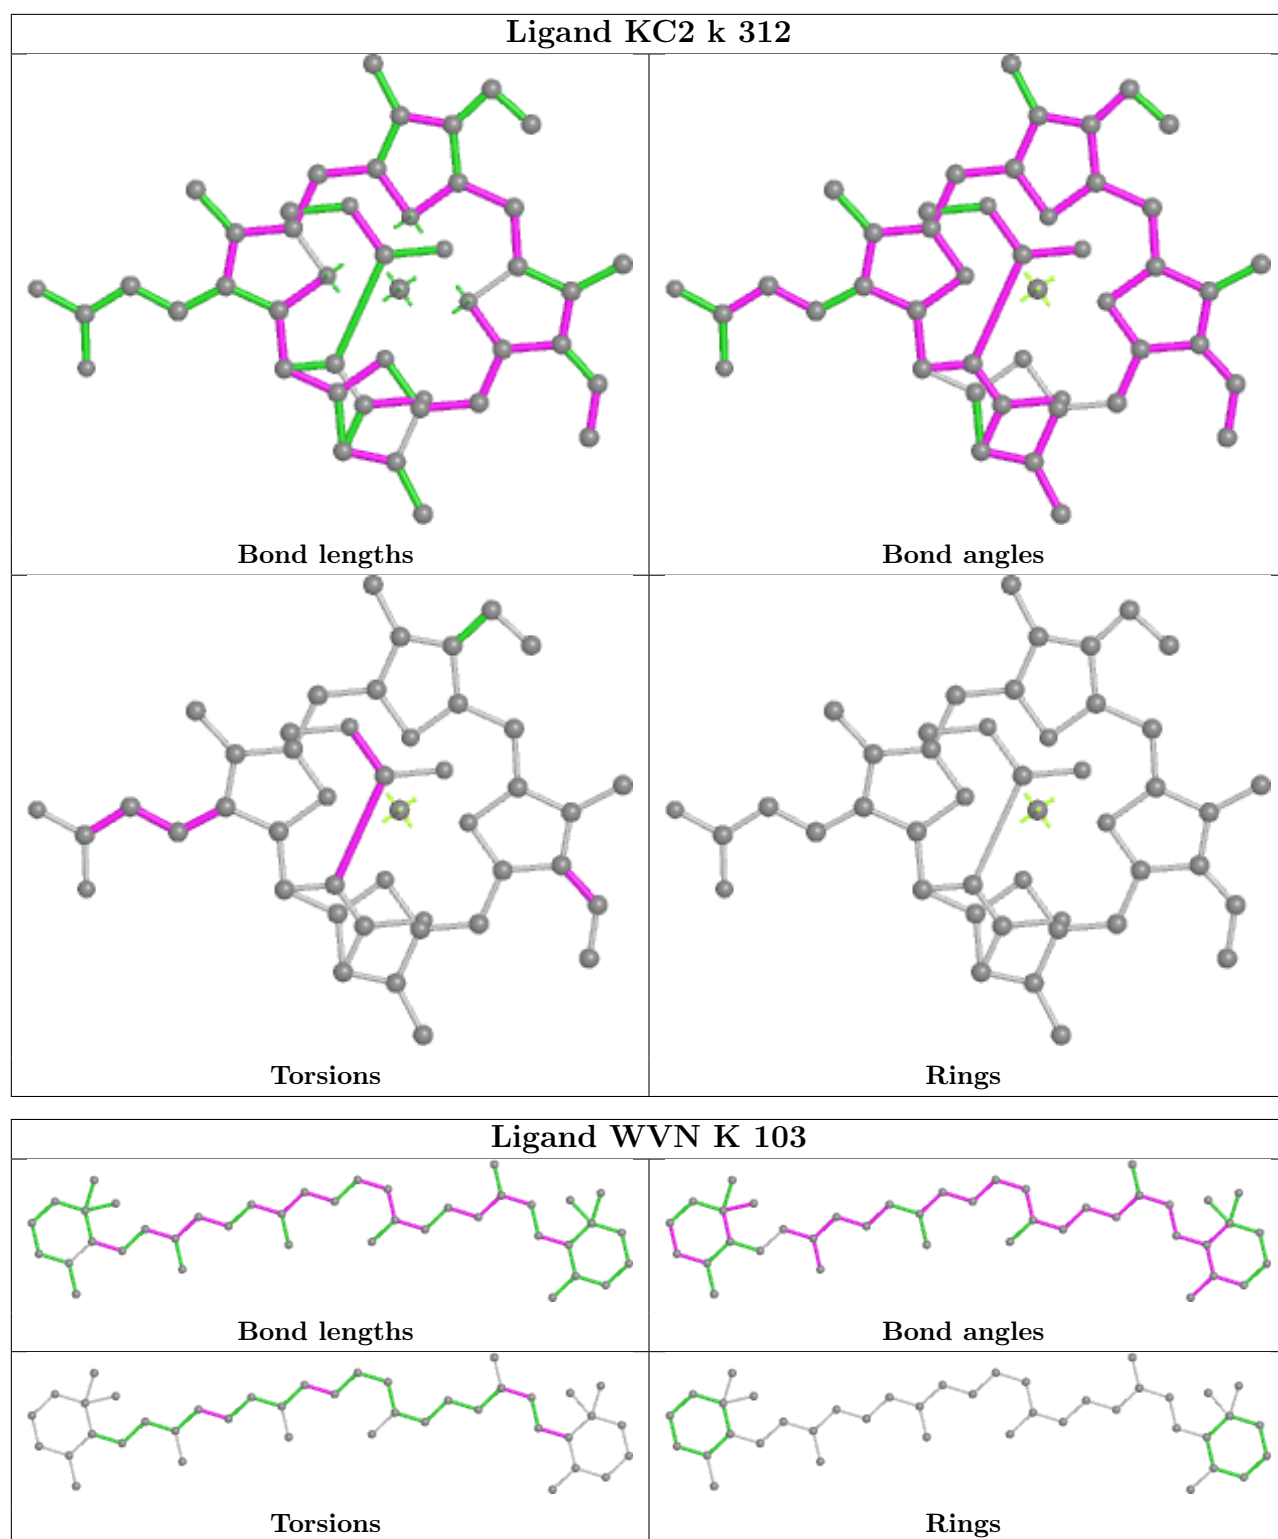 Ligand KC2 k 312
Bond lengths
Bond angles
Torsions
Rings
Ligand WVN K 103
Bond lengths
Bond angles
Torsions
Rings